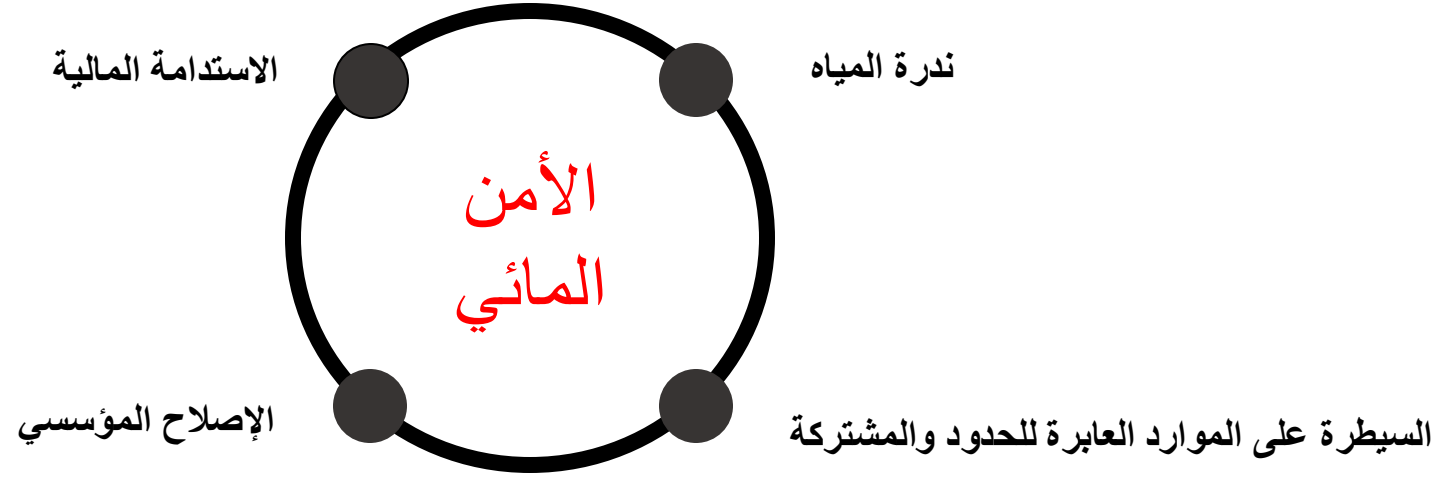 ندرة المياه
الاستدامة المالية
الأمن
المائي
السيطرة على الموارد العابرة للحدود والمشتركة
الإصلاح المؤسسي